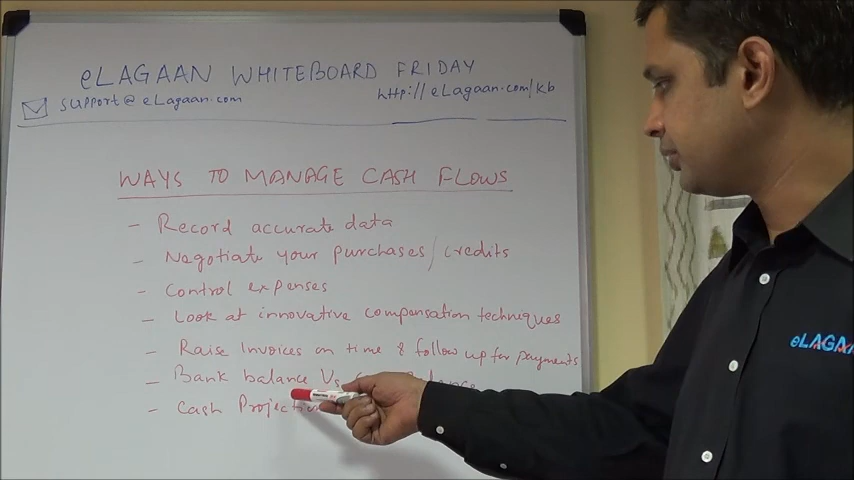 eLAGAAN WHITEBOARD FRIDAY
support@eLagaan.com
http://eLagaan.com/kb
WAYS TO MANAGE CASH FLOWS
- Record accurate data
- Negotiate your purchases/credits
- Control expenses
- Look at innovative compensation techniques
- Raise Invoices on time & follow up for payments
- Bank balance Vs
- Cash Projection
eLAGAAN